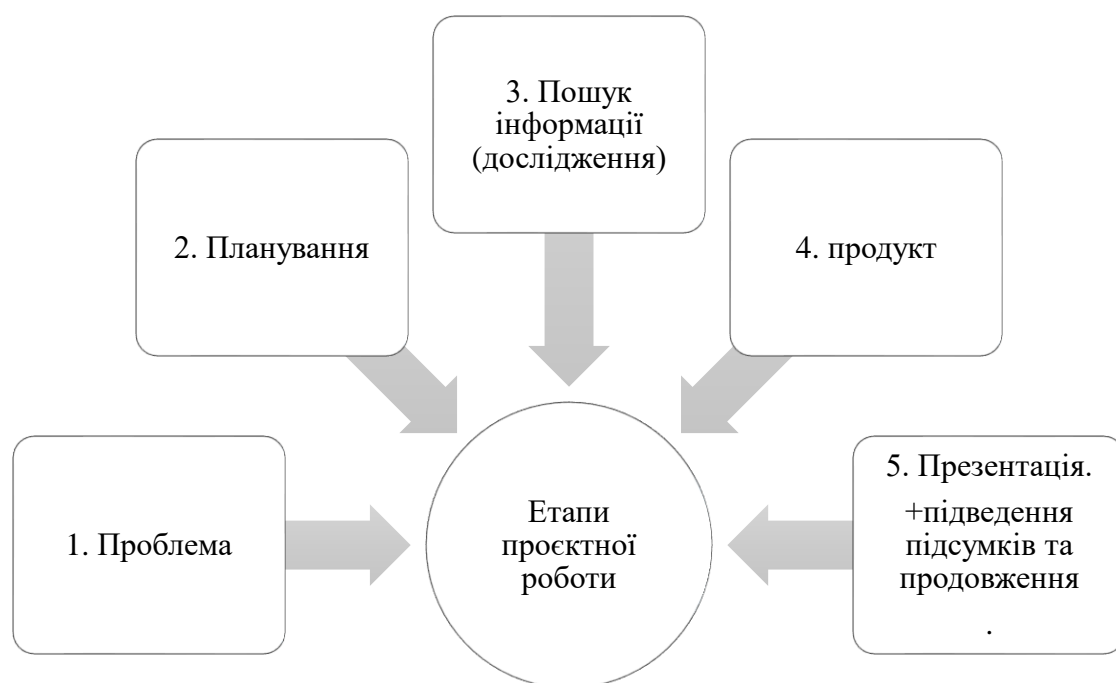 1. Проблема
2. Планування
3. Пошук
інформації
(дослідження)
4. продукт
5. Презентація.
+підведення
підсумків та
продовження
.
Етапи
проєктної
роботи